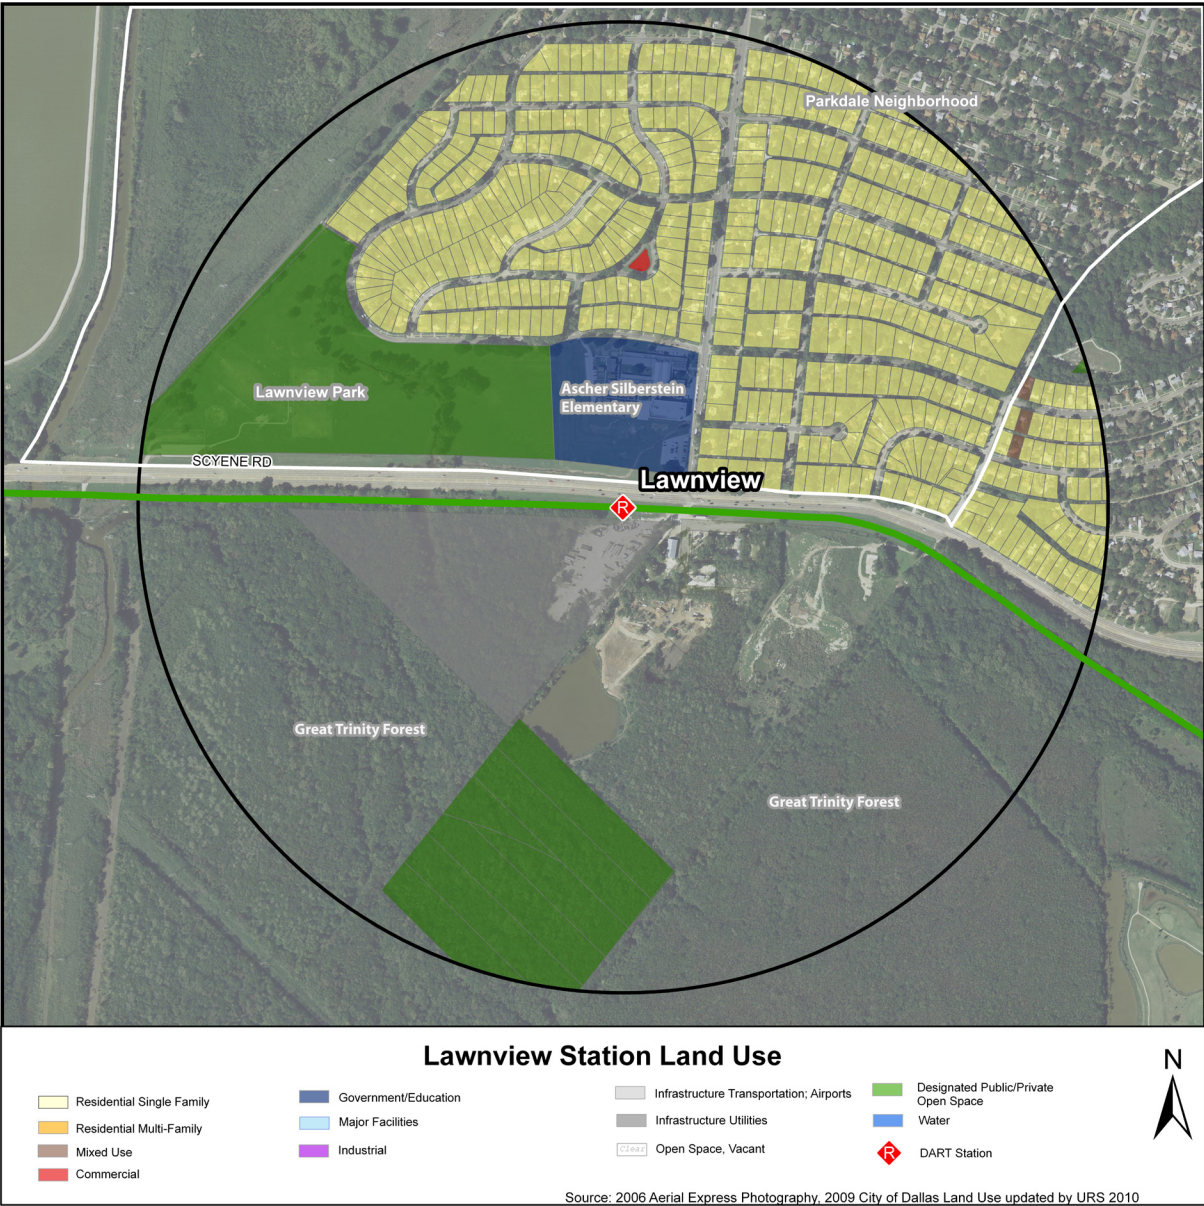 Parkdale Neighborhood
Lawnview Park
Ascher Silberstein
Elementary
SCYENE RD
Lawnview
R
Great Trinity Forest
Great Trinity Forest
Lawnview Station Land Use
N
Residential Single Family
Residential Multi-Family
Mixed Use
Commercial
Government/Education
Major Facilities
Industrial
Infrastructure Transportation; Airports
Infrastructure Utilities
Clear
Open Space, Vacant
Designated Public/Private
Open Space
Water
R
DART Station
Source: 2006 Aerial Express Photography, 2009 City of Dallas Land Use updated by URS 2010